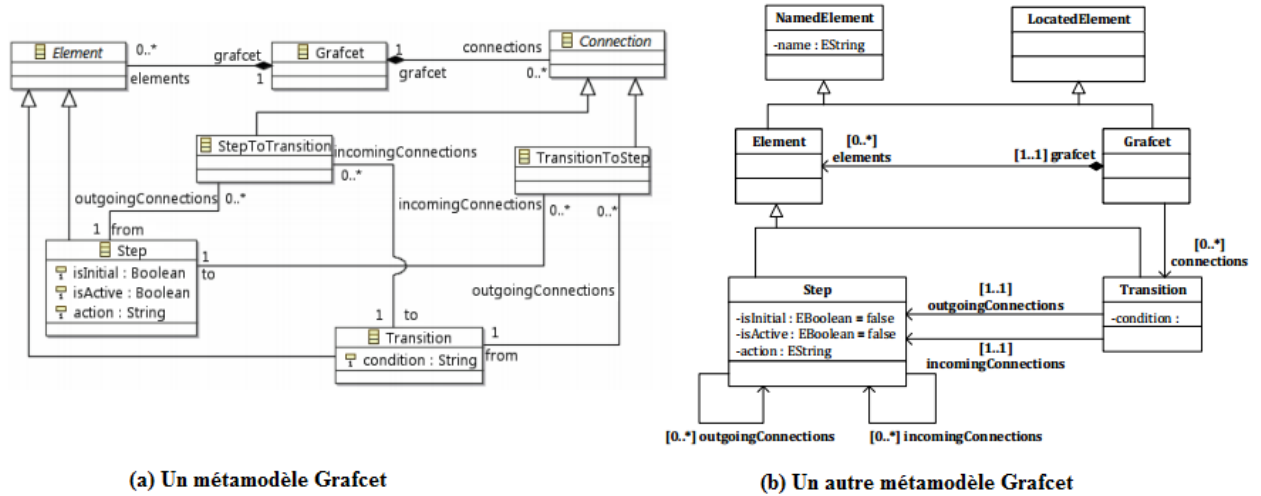 Element
0..*
elements
grafcet
1
Grafcet
1
grafcet
connections
0..*
Connection
StepToTransition
incomingConnections
0..*
TransitionToStep
outgoingConnections
0..*
incomingConnections
0..*
0..*
1
from
Step
isInitial : Boolean
isActive : Boolean
action : String
1
to
outgoingConnections
1
to
Transition
condition : String
1
from
(a) Un métamodèle Grafcet
NamedElement
-name : EString
LocatedElement
Element
[0..*]
elements
[1..1] grafcet
Grafcet
[0..*]
connections
Step
-isInitial : EBoolean = false
-isActive : EBoolean = false
-action : EString
[1..1]
outgoingConnections
[1..1]
incomingConnections
Transition
-condition :
[0..*] outgoingConnections
[0..*] incomingConnections
(b) Un autre métamodèle Grafcet